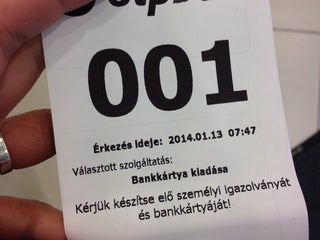 otpbank
001
Érkezés ideje: 2014.01.13 07:47
Választott szolgáltatás:
Bankkártya kiadása
Kérjük készítse elő személyi igazolványát
és bankkártyáját!